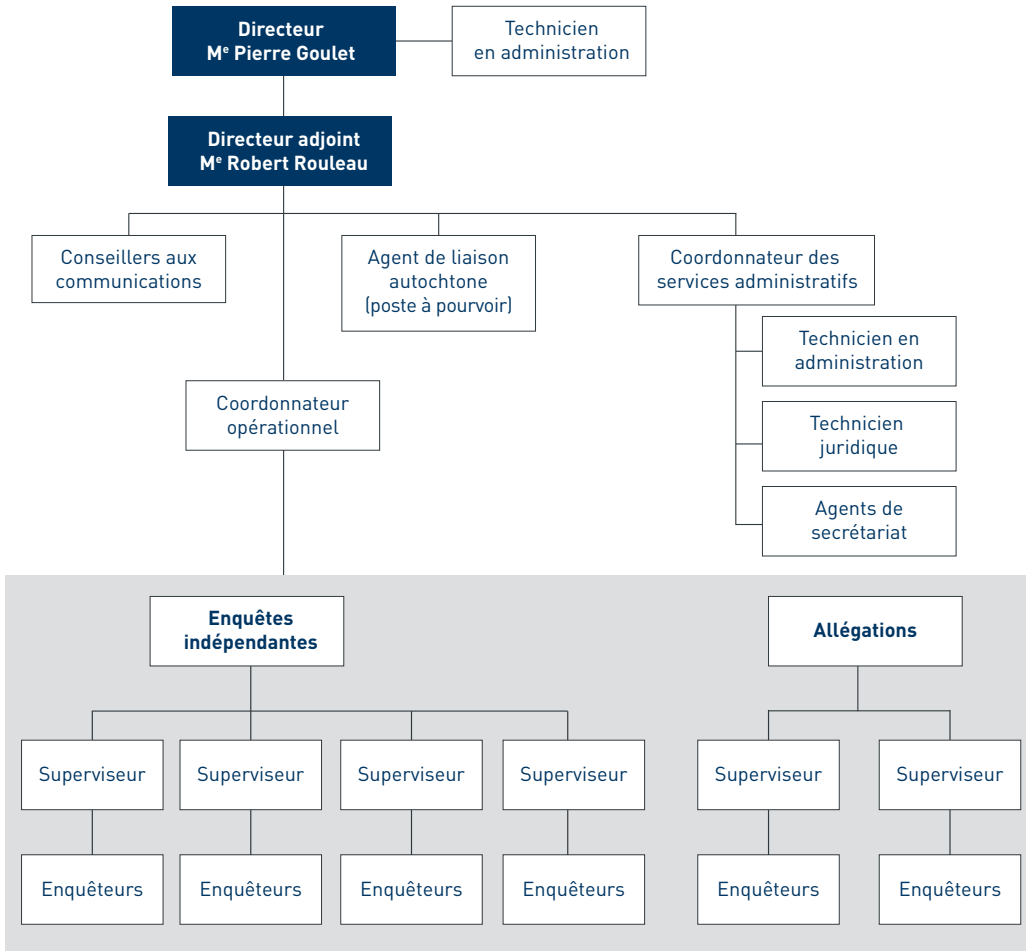 Directeur
Mᵉ Pierre Goulet
Technicien
en administration
Directeur adjoint
Mᵉ Robert Rouleau
Conseillers aux
communications
Agent de liaison
autochtone
(poste à pourvoir)
Coordonnateur des
services administratifs
Technicien en
administration
Coordonnateur
opérationnel
Technicien
juridique
Agents de
secrétariat
Enquêtes
indépendantes
Allégations
Superviseur
Superviseur
Superviseur
Superviseur
Superviseur
Superviseur
Enquêteurs
Enquêteurs
Enquêteurs
Enquêteurs
Enquêteurs
Enquêteurs